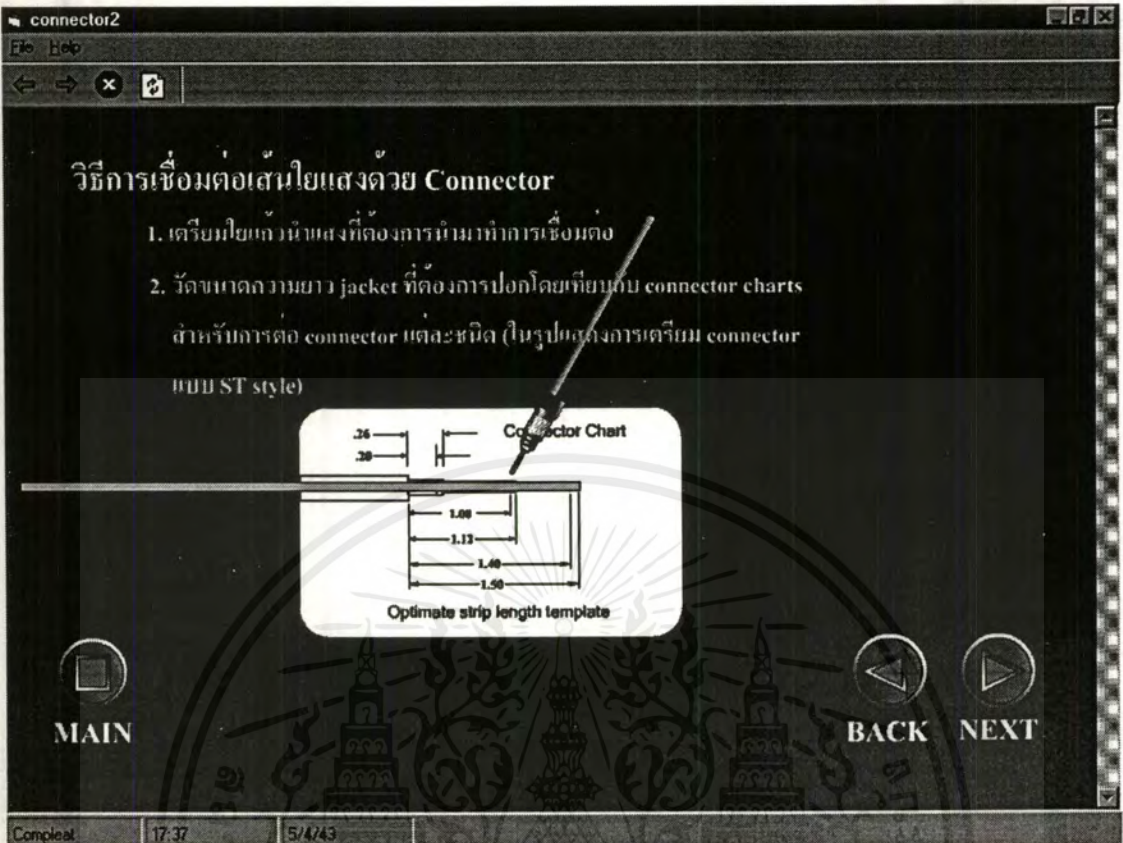 connector2
File Help
วิธีการเชื่อมต่อเส้นใยแสงด้วย Connector
1. เตรียมใยแก้วนำแสงที่ต้องการนำมาทำการเชื่อมต่อ
2. วัดขนาดความยาว jacket ที่ต้องการปอกโดยเทียบกับ connector charts
สำหรับการต่อ connector แต่ละชนิด (ในรูปแสดงการเตรียม connector
แบบ ST style)
.26
Connector Chart
.20
1.08
1.12
1.40
1.50
Optimate strip length template
MAIN
BACK NEXT
Compleat 17:37 5/4/43